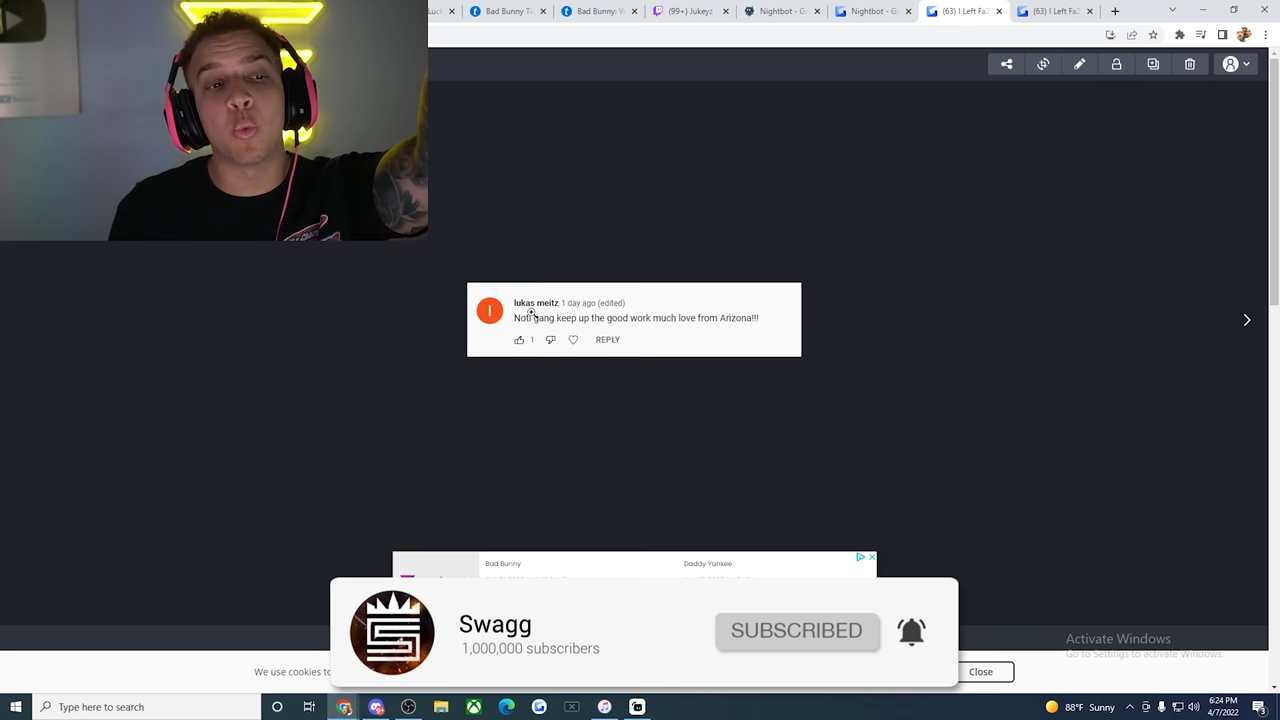 Bad Bunny Ti
Bad Bunny: W
(99+) Jukeyz
Nightbot - G
Nightbot - G
(63) I Left FaZ
(63) I Left FaZ
lukas meitz 1 day ago (edited)
Noti gang keep up the good work much love from Arizona!!!
1 REPLY
Bad Bunny
Daddy Yankee
Swagg
1,000,000 subscribers
SUBSCRIBED
Activate Windows
Go to Settings to activate Windows.
We use cookies to
Close
Type here to search
88°F Sunny
6:24 PM
4/7/2022